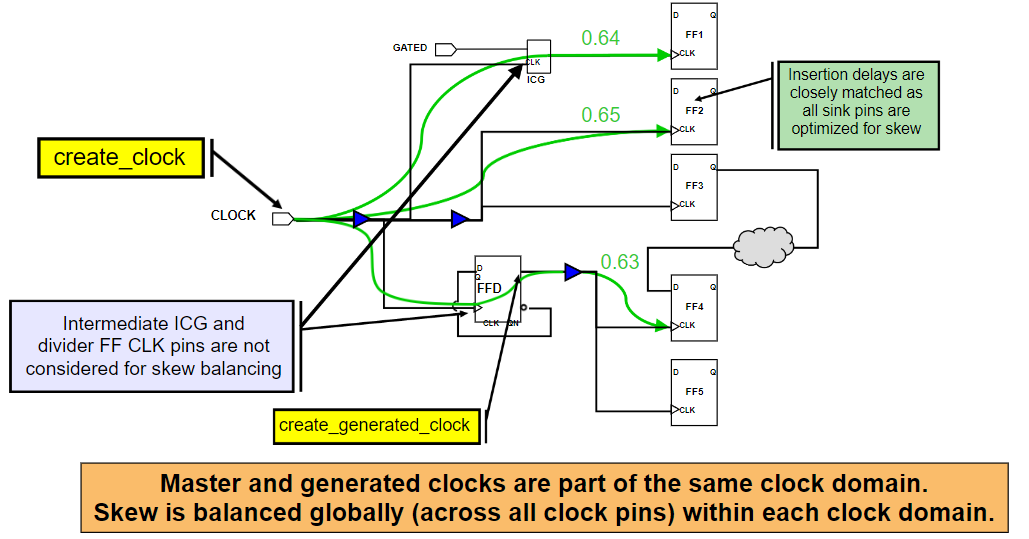 D Q
FF1
CLK
0.64
GATED
CLK
ICG
Insertion delays are
closely matched as
all sink pins are
optimized for skew
D Q
FF2
CLK
0.65
create_clock
D Q
FF3
CLK
CLOCK
D
Q
FFD
CLK QN
0.63
D Q
FF4
CLK
Intermediate ICG and
divider FF CLK pins are not
considered for skew balancing
D Q
FF5
CLK
create_generated_clock
Master and generated clocks are part of the same clock domain.
Skew is balanced globally (across all clock pins) within each clock domain.